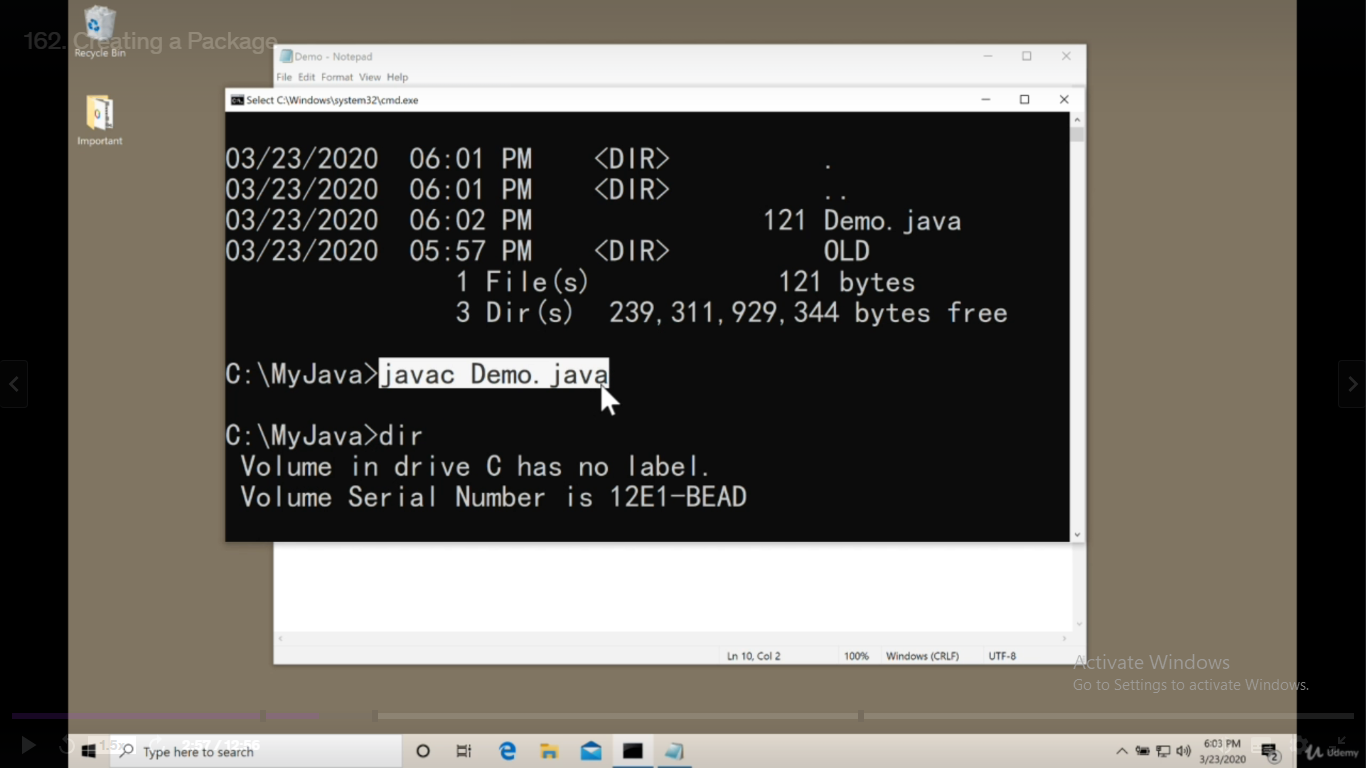 162. Creating a Package
Recycle Bin
Important
Demo - Notepad
File Edit Format View Help
Select C:\Windows\system32\cmd.exe
03/23/2020 06:01 PM <DIR> .
03/23/2020 06:01 PM <DIR> ..
03/23/2020 06:02 PM 121 Demo.java
03/23/2020 05:57 PM <DIR> OLD
1 File(s) 121 bytes
3 Dir(s) 239,311,929,344 bytes free
C:\MyJava>javac Demo.java
C:\MyJava>dir
Volume in drive C has no label.
Volume Serial Number is 12E1-BEAD
Ln 10, Col 2 100% Windows (CRLF) UTF-8
Activate Windows
Go to Settings to activate Windows.
1.5x
2:57 / 12:56
Type here to search
6:03 PM
3/23/2020
2
Udemy